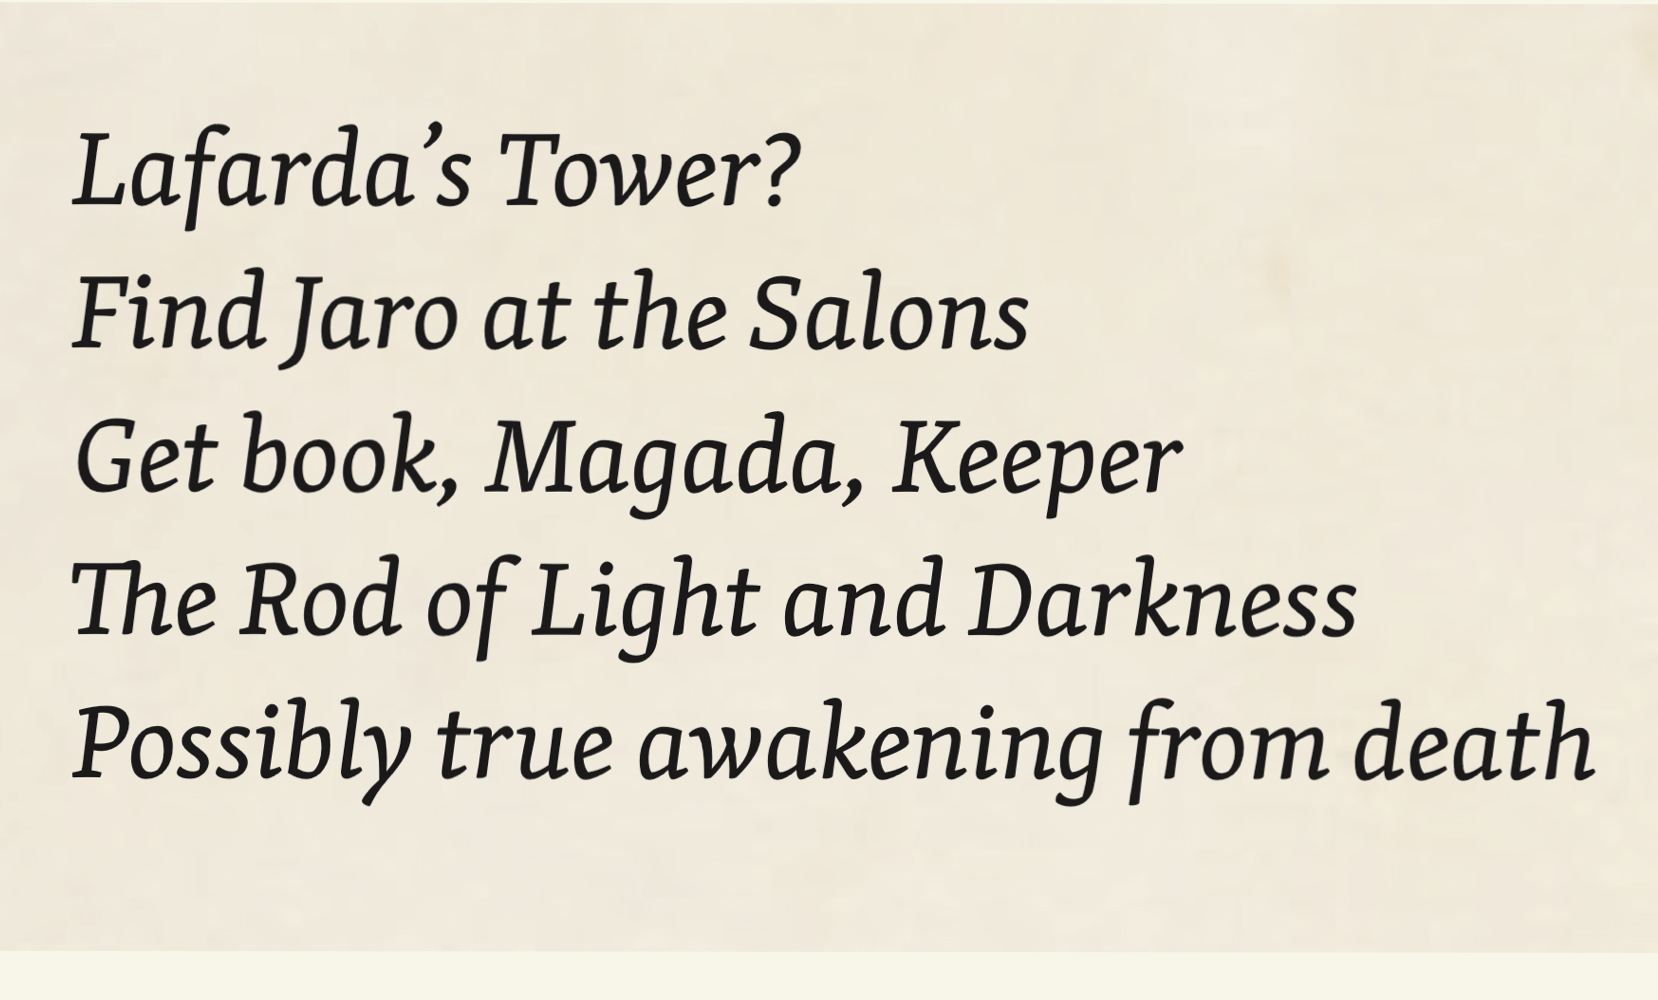 Lafarda’s Tower?
Find Jaro at the Salons
Get book, Magada, Keeper
The Rod of Light and Darkness
Possibly true awakening from death